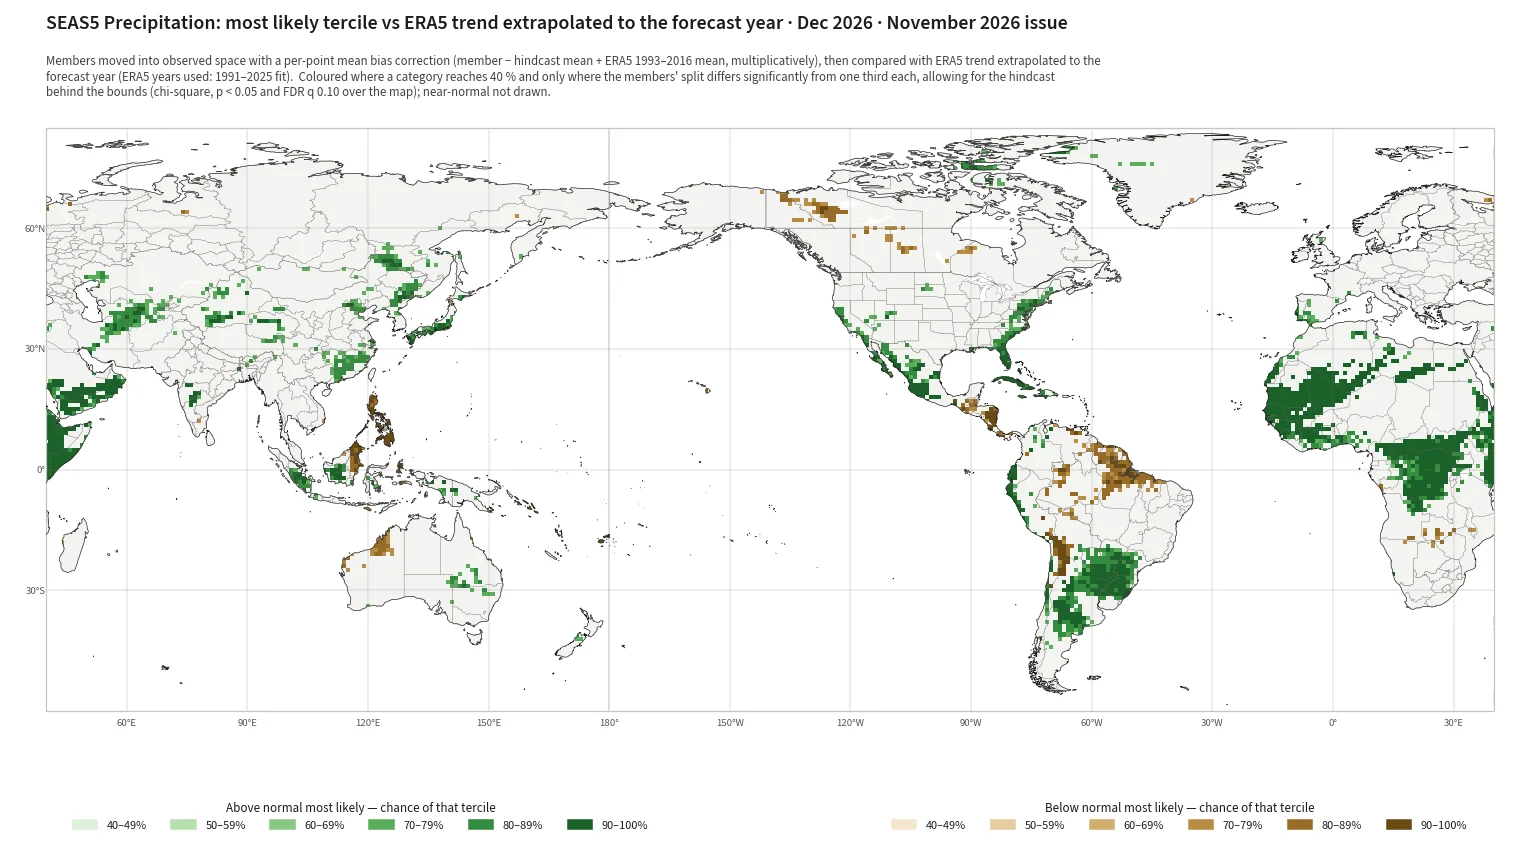 SEAS5 Precipitation: most likely tercile vs ERA5 trend extrapolated to the forecast year · Dec 2026 · November 2026 issue
Members moved into observed space with a per-point mean bias correction (member − hindcast mean + ERA5 1993–2016 mean, multiplicatively), then compared with ERA5 trend extrapolated to the
forecast year (ERA5 years used: 1991–2025 fit). Coloured where a category reaches 40 % and only where the members' split differs significantly from one third each, allowing for the hindcast
behind the bounds (chi-square, p < 0.05 and FDR q 0.10 over the map); near-normal not drawn.
60°N
30°N
0°
30°S
60°E 90°E 120°E 150°E 180° 150°W 120°W 90°W 60°W 30°W 0° 30°E
Above normal most likely — chance of that tercile
40–49% 50–59% 60–69% 70–79% 80–89% 90–100%
Below normal most likely — chance of that tercile
40–49% 50–59% 60–69% 70–79% 80–89% 90–100%